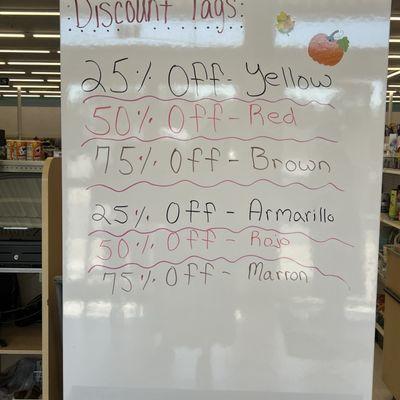 Discount Tags:
25% Off - Yellow
50% Off - Red
75% Off - Brown
25% Off - Armarillo
50% Off - Rojo
75% Off - Marron